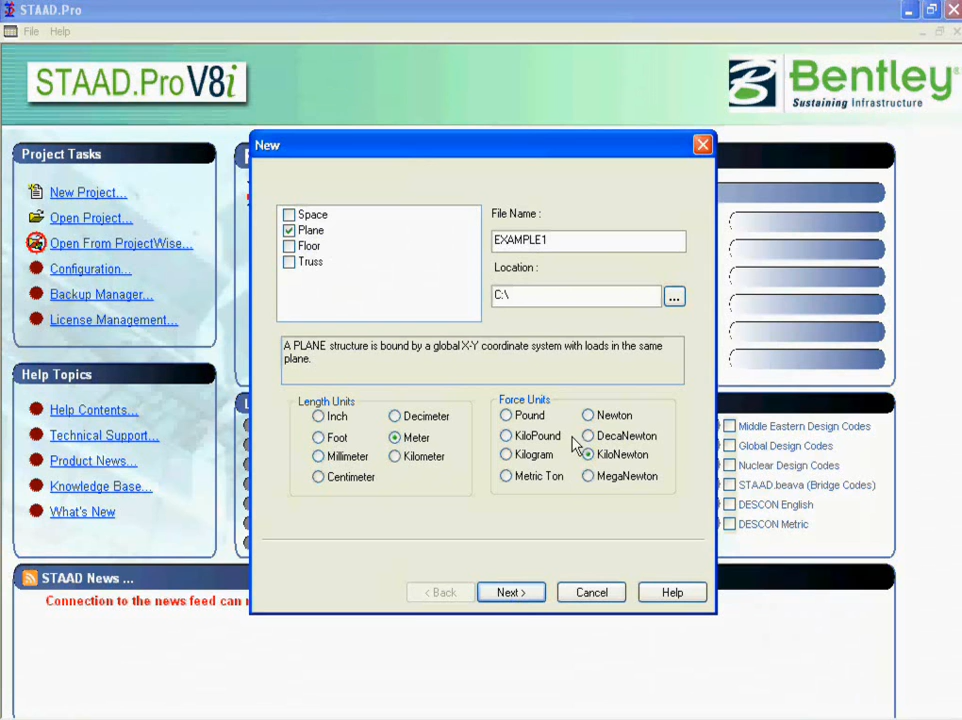 STAAD.Pro
File Help
STAAD.Pro V8i
Bentley
Sustaining Infrastructure
Project Tasks
New Project...
Open Project...
Open From ProjectWise...
Configuration...
Backup Manager...
License Management...
Help Topics
Help Contents...
Technical Support...
Product News...
Knowledge Base...
What's New
New
Space
Plane
Floor
Truss
File Name :
EXAMPLE1
Location :
C:\
...
A PLANE structure is bound by a global X-Y coordinate system with loads in the same
plane.
Length Units
Inch
Decimeter
Foot
Meter
Millimeter
Kilometer
Centimeter
Force Units
Pound
Newton
KiloPound
DecaNewton
Kilogram
KiloNewton
Metric Ton
MegaNewton
< Back
Next >
Cancel
Help
Middle Eastern Design Codes
Global Design Codes
Nuclear Design Codes
STAAD.beava (Bridge Codes)
DESCON English
DESCON Metric
STAAD News ...
Connection to the news feed can